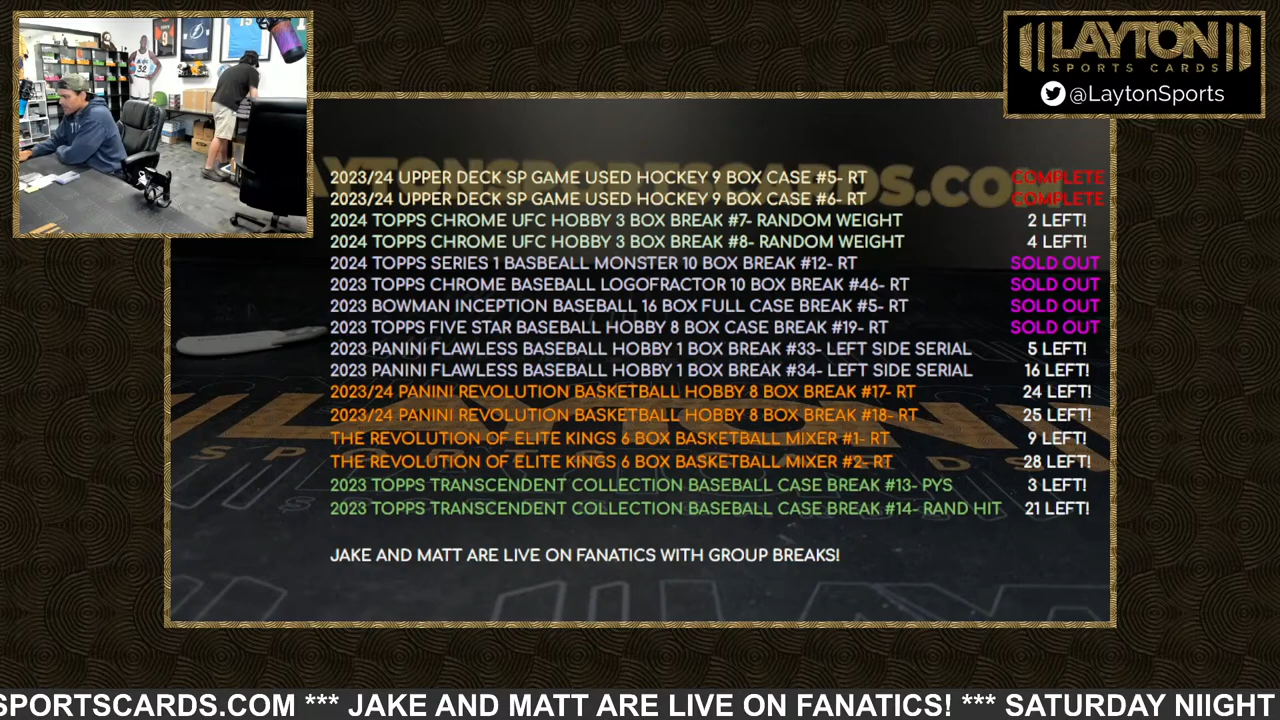 LAYTON
SPORTS CARDS
@LaytonSports
LAYTONSPORTSCARDS.CO
2023/24 UPPER DECK SP GAME USED HOCKEY 9 BOX CASE #5- RT COMPLETE
2023/24 UPPER DECK SP GAME USED HOCKEY 9 BOX CASE #6- RT COMPLETE
2024 TOPPS CHROME UFC HOBBY 3 BOX BREAK #7- RANDOM WEIGHT 2 LEFT!
2024 TOPPS CHROME UFC HOBBY 3 BOX BREAK #8- RANDOM WEIGHT 4 LEFT!
2024 TOPPS SERIES 1 BASBEALL MONSTER 10 BOX BREAK #12- RT SOLD OUT
2023 TOPPS CHROME BASEBALL LOGOFRACTOR 10 BOX BREAK #46- RT SOLD OUT
2023 BOWMAN INCEPTION BASEBALL 16 BOX FULL CASE BREAK #5- RT SOLD OUT
2023 TOPPS FIVE STAR BASEBALL HOBBY 8 BOX CASE BREAK #19- RT SOLD OUT
2023 PANINI FLAWLESS BASEBALL HOBBY 1 BOX BREAK #33- LEFT SIDE SERIAL 5 LEFT!
2023 PANINI FLAWLESS BASEBALL HOBBY 1 BOX BREAK #34- LEFT SIDE SERIAL 16 LEFT!
2023/24 PANINI REVOLUTION BASKETBALL HOBBY 8 BOX BREAK #17- RT 24 LEFT!
2023/24 PANINI REVOLUTION BASKETBALL HOBBY 8 BOX BREAK #18- RT 25 LEFT!
THE REVOLUTION OF ELITE KINGS 6 BOX BASKETBALL MIXER #1- RT 9 LEFT!
THE REVOLUTION OF ELITE KINGS 6 BOX BASKETBALL MIXER #2- RT 28 LEFT!
2023 TOPPS TRANSCENDENT COLLECTION BASEBALL CASE BREAK #13- PYS 3 LEFT!
2023 TOPPS TRANSCENDENT COLLECTION BASEBALL CASE BREAK #14- RAND HIT 21 LEFT!
JAKE AND MATT ARE LIVE ON FANATICS WITH GROUP BREAKS!
SPORTSCARDS.COM *** JAKE AND MATT ARE LIVE ON FANATICS! *** SATURDAY NIIGHT